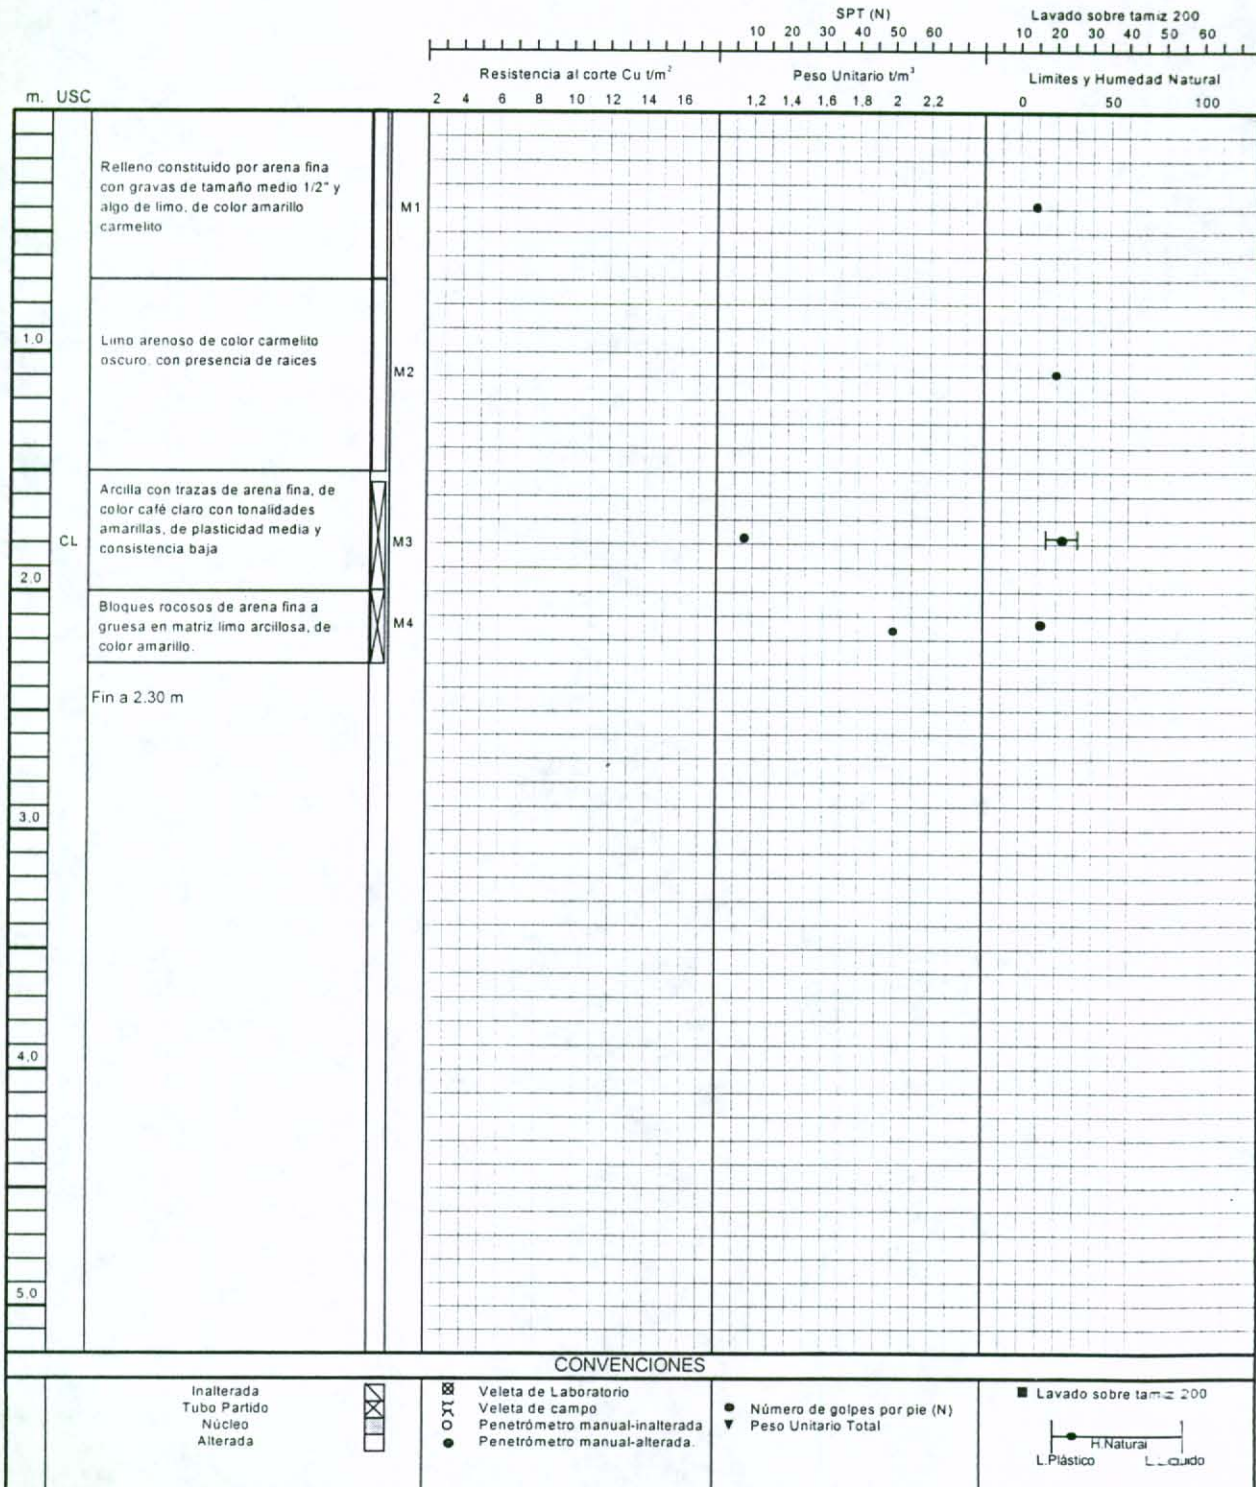 SPT (N)
10 20 30 40 50 60
Lavado sobre tamiz 200
10 20 30 40 50 60
Resistencia al corte Cu t/m²
Peso Unitario t/m³
Limites y Humedad Natural
m. USC
2 4 6 8 10 12 14 16
1,2 1,4 1,6 1,8 2 2,2
0 50 100
Relleno constituído por arena fina
con gravas de tamaño medio 1/2" y
algo de limo, de color amarillo
carmelito
M1
1,0
Limo arenoso de color carmelito
oscuro, con presencia de raices
M2
Arcilla con trazas de arena fina, de
color café claro con tonalidades
amarillas, de plasticidad media y
consistencia baja
CL
M3
2,0
Bloques rocosos de arena fina a
gruesa en matriz limo arcillosa, de
color amarillo.
M4
Fin a 2.30 m
3,0
4,0
5,0
CONVENCIONES
Inalterada
Tubo Partido
Núcleo
Alterada
Veleta de Laboratorio
Veleta de campo
Penetrómetro manual-inalterada
Penetrómetro manual-alterada.
Número de golpes por pie (N)
Peso Unitario Total
Lavado sobre tamiz 200
H.Natural
L.Plástico